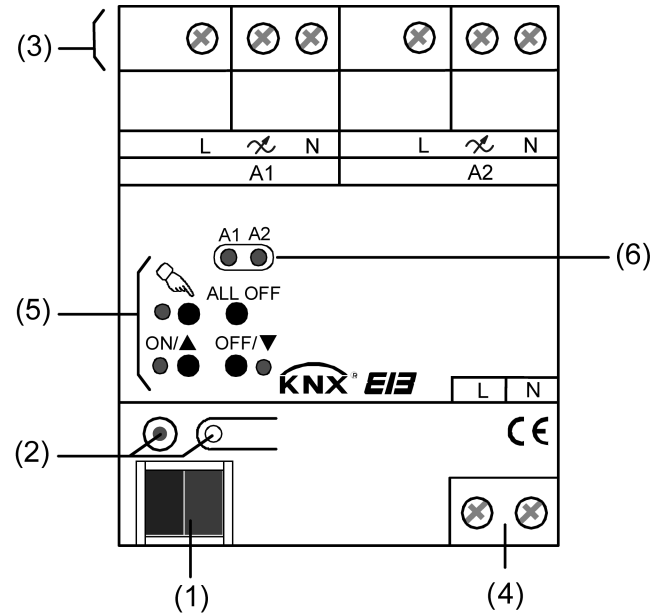 (3)
L N L N
A1 A2
A1 A2
(6)
(5)
ALL OFF
ON/▲ OFF/▼
KNX® EIB
L N
(2)
CE
(1)
(4)